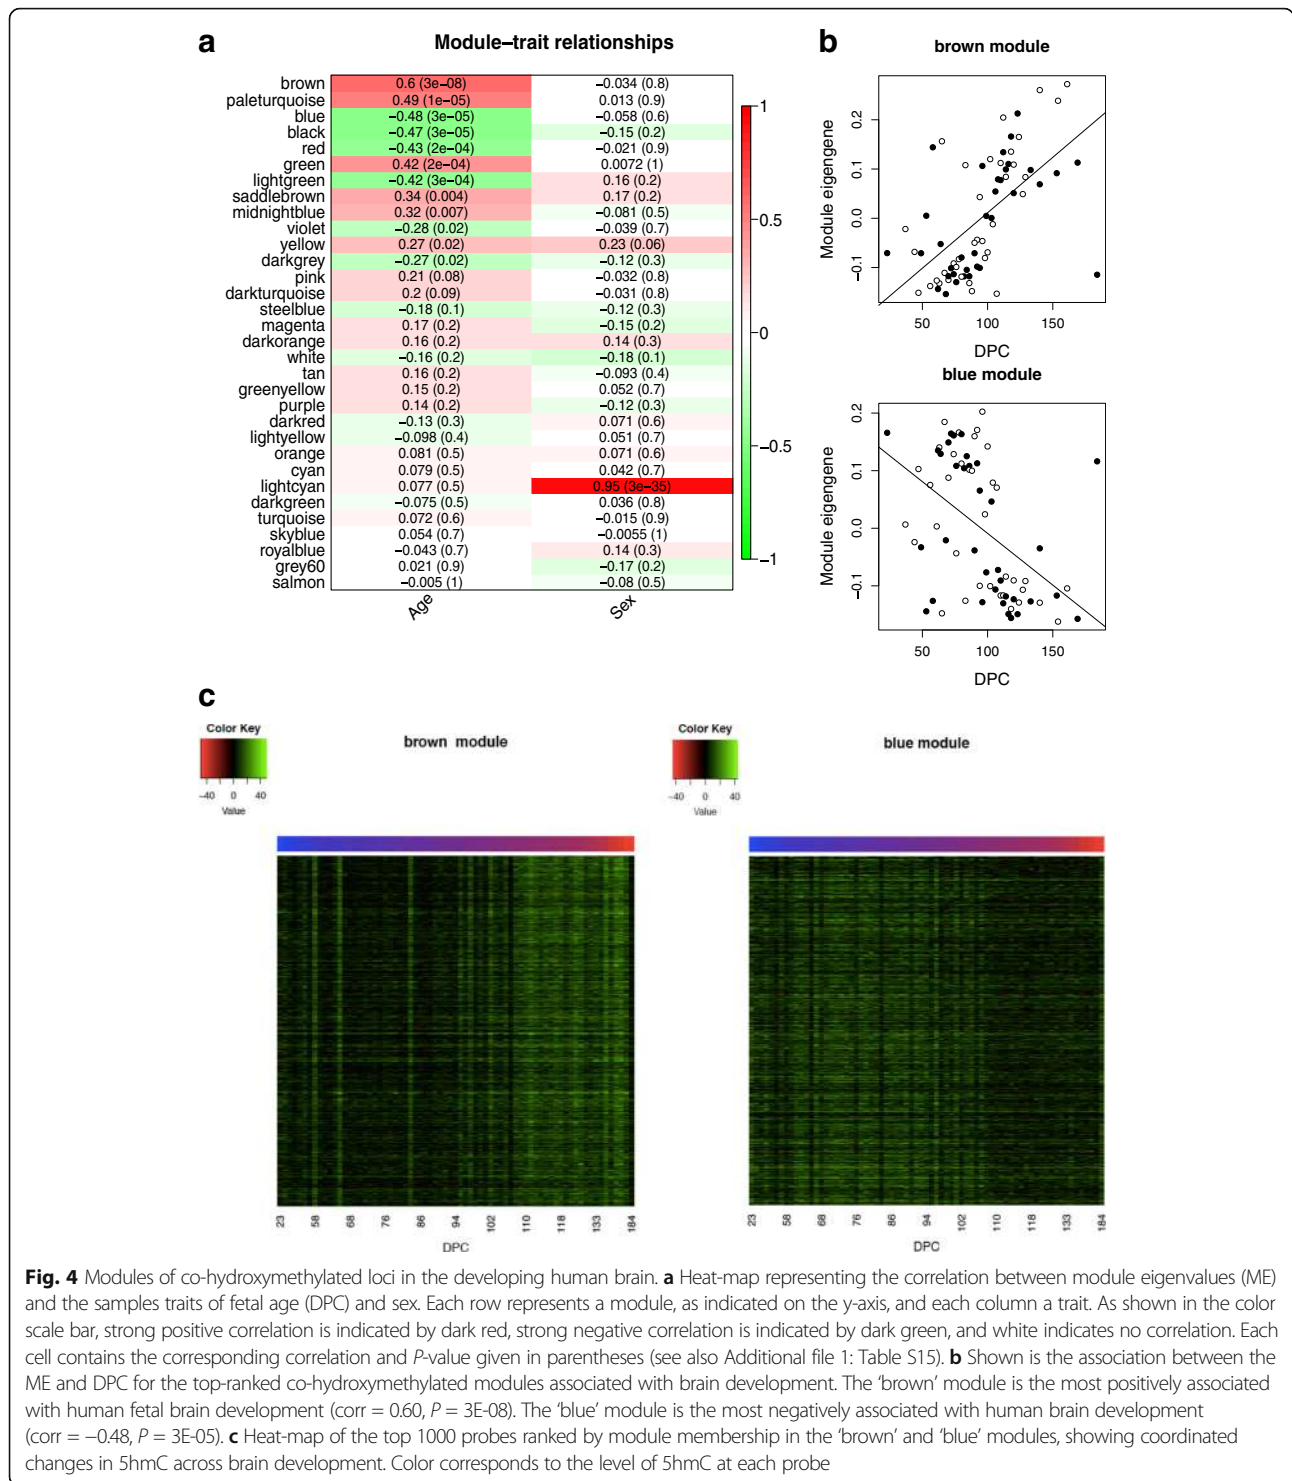 a
Module–trait relationships
brown 0.6 (3e−08) −0.034 (0.8)
paleturquoise 0.49 (1e−05) 0.013 (0.9)
blue −0.48 (3e−05) −0.058 (0.6)
black −0.47 (3e−05) −0.15 (0.2)
red −0.43 (2e−04) −0.021 (0.9)
green 0.42 (2e−04) 0.0072 (1)
lightgreen −0.42 (3e−04) 0.16 (0.2)
saddlebrown 0.34 (0.004) 0.17 (0.2)
midnightblue 0.32 (0.007) −0.081 (0.5)
violet −0.28 (0.02) −0.039 (0.7)
yellow 0.27 (0.02) 0.23 (0.06)
darkgrey −0.27 (0.02) −0.12 (0.3)
pink 0.21 (0.08) −0.032 (0.8)
darkturquoise 0.2 (0.09) −0.031 (0.8)
steelblue −0.18 (0.1) −0.12 (0.3)
magenta 0.17 (0.2) −0.15 (0.2)
darkorange 0.16 (0.2) 0.14 (0.3)
white −0.16 (0.2) −0.18 (0.1)
tan 0.16 (0.2) −0.093 (0.4)
greenyellow 0.15 (0.2) 0.052 (0.7)
purple 0.14 (0.2) −0.12 (0.3)
darkred −0.13 (0.3) 0.071 (0.6)
lightyellow −0.098 (0.4) 0.051 (0.7)
orange 0.081 (0.5) 0.071 (0.6)
cyan 0.079 (0.5) 0.042 (0.7)
lightcyan 0.077 (0.5) 0.95 (3e−35)
darkgreen −0.075 (0.5) 0.036 (0.8)
turquoise 0.072 (0.6) −0.015 (0.9)
skyblue 0.054 (0.7) −0.0055 (1)
royalblue −0.043 (0.7) 0.14 (0.3)
grey60 0.021 (0.9) −0.17 (0.2)
salmon −0.005 (1) −0.08 (0.5)
Age Sex
1
0.5
0
−0.5
−1
b
brown module
Module eigengene
0.2
0.1
0.0
−0.1
50 100 150
DPC
blue module
Module eigengene
0.2
0.1
0.0
−0.1
50 100 150
DPC
c
Color Key
−40 0 40
Value
brown module
23 58 68 76 86 94 102 110 118 133 184
DPC
Color Key
−40 0 40
Value
blue module
23 58 68 76 86 94 102 110 118 133 184
DPC
Fig. 4 Modules of co-hydroxymethylated loci in the developing human brain. a Heat-map representing the correlation between module eigenvalues (ME)
and the samples traits of fetal age (DPC) and sex. Each row represents a module, as indicated on the y-axis, and each column a trait. As shown in the color
scale bar, strong positive correlation is indicated by dark red, strong negative correlation is indicated by dark green, and white indicates no correlation. Each
cell contains the corresponding correlation and P-value given in parentheses (see also Additional file 1: Table S15). b Shown is the association between the
ME and DPC for the top-ranked co-hydroxymethylated modules associated with brain development. The ‘brown’ module is the most positively associated
with human fetal brain development (corr = 0.60, P = 3E-08). The ‘blue’ module is the most negatively associated with human brain development
(corr = −0.48, P = 3E-05). c Heat-map of the top 1000 probes ranked by module membership in the ‘brown’ and ‘blue’ modules, showing coordinated
changes in 5hmC across brain development. Color corresponds to the level of 5hmC at each probe